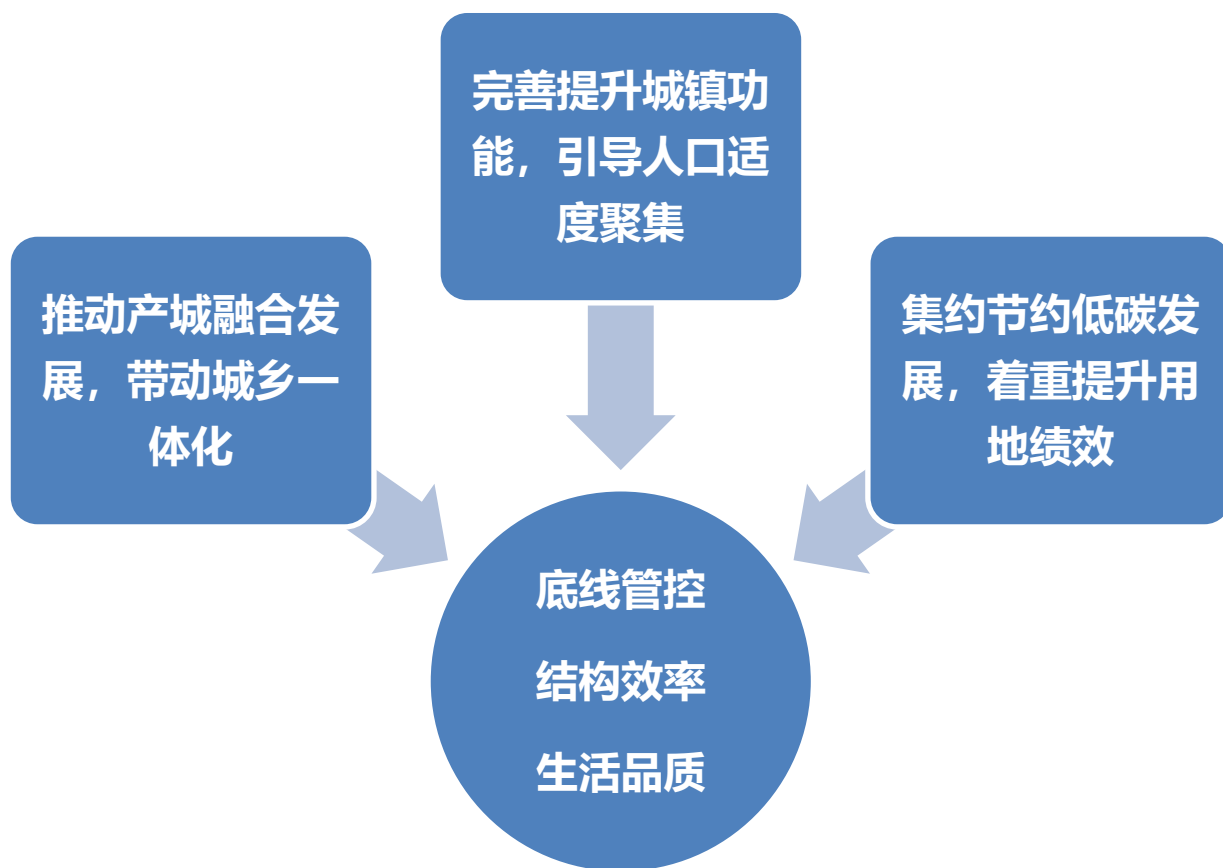 完善提升城镇功
能，引导人口适
度聚集
推动产城融合发
展，带动城乡一
体化
集约节约低碳发
展，着重提升用
地绩效
底线管控
结构效率
生活品质